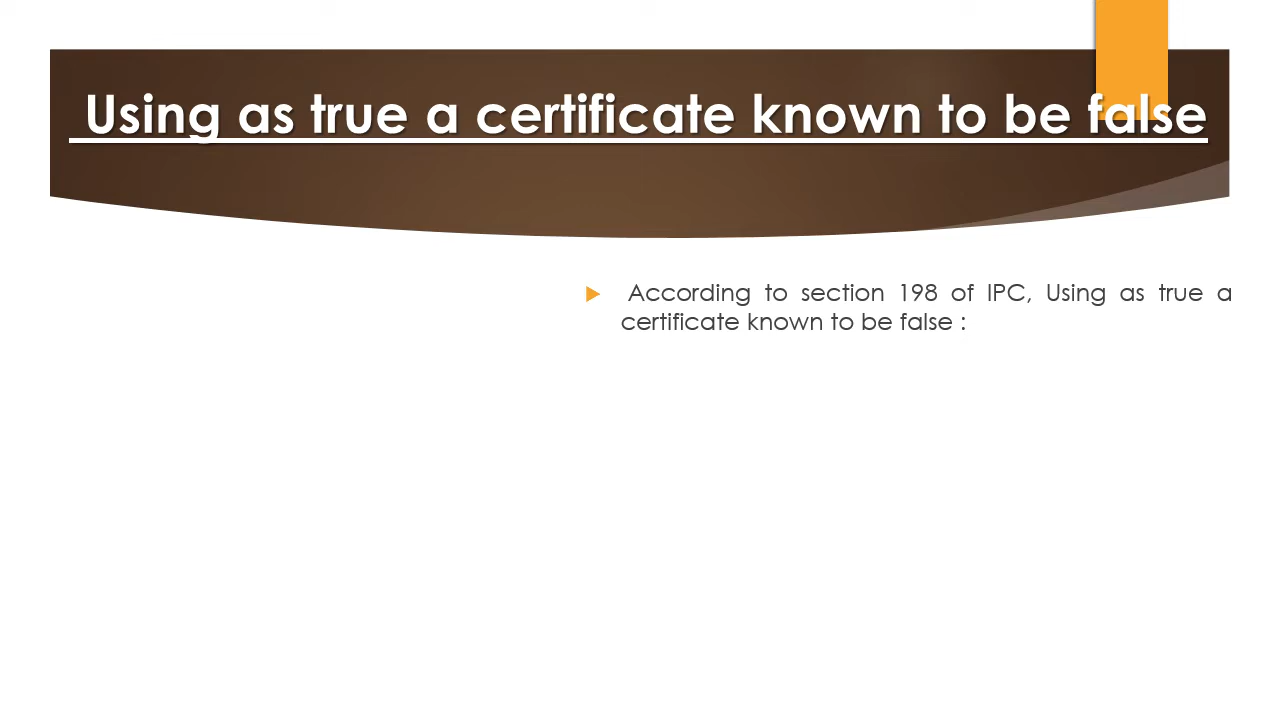 Using as true a certificate known to be false
According to section 198 of IPC, Using as true a
certificate known to be false :